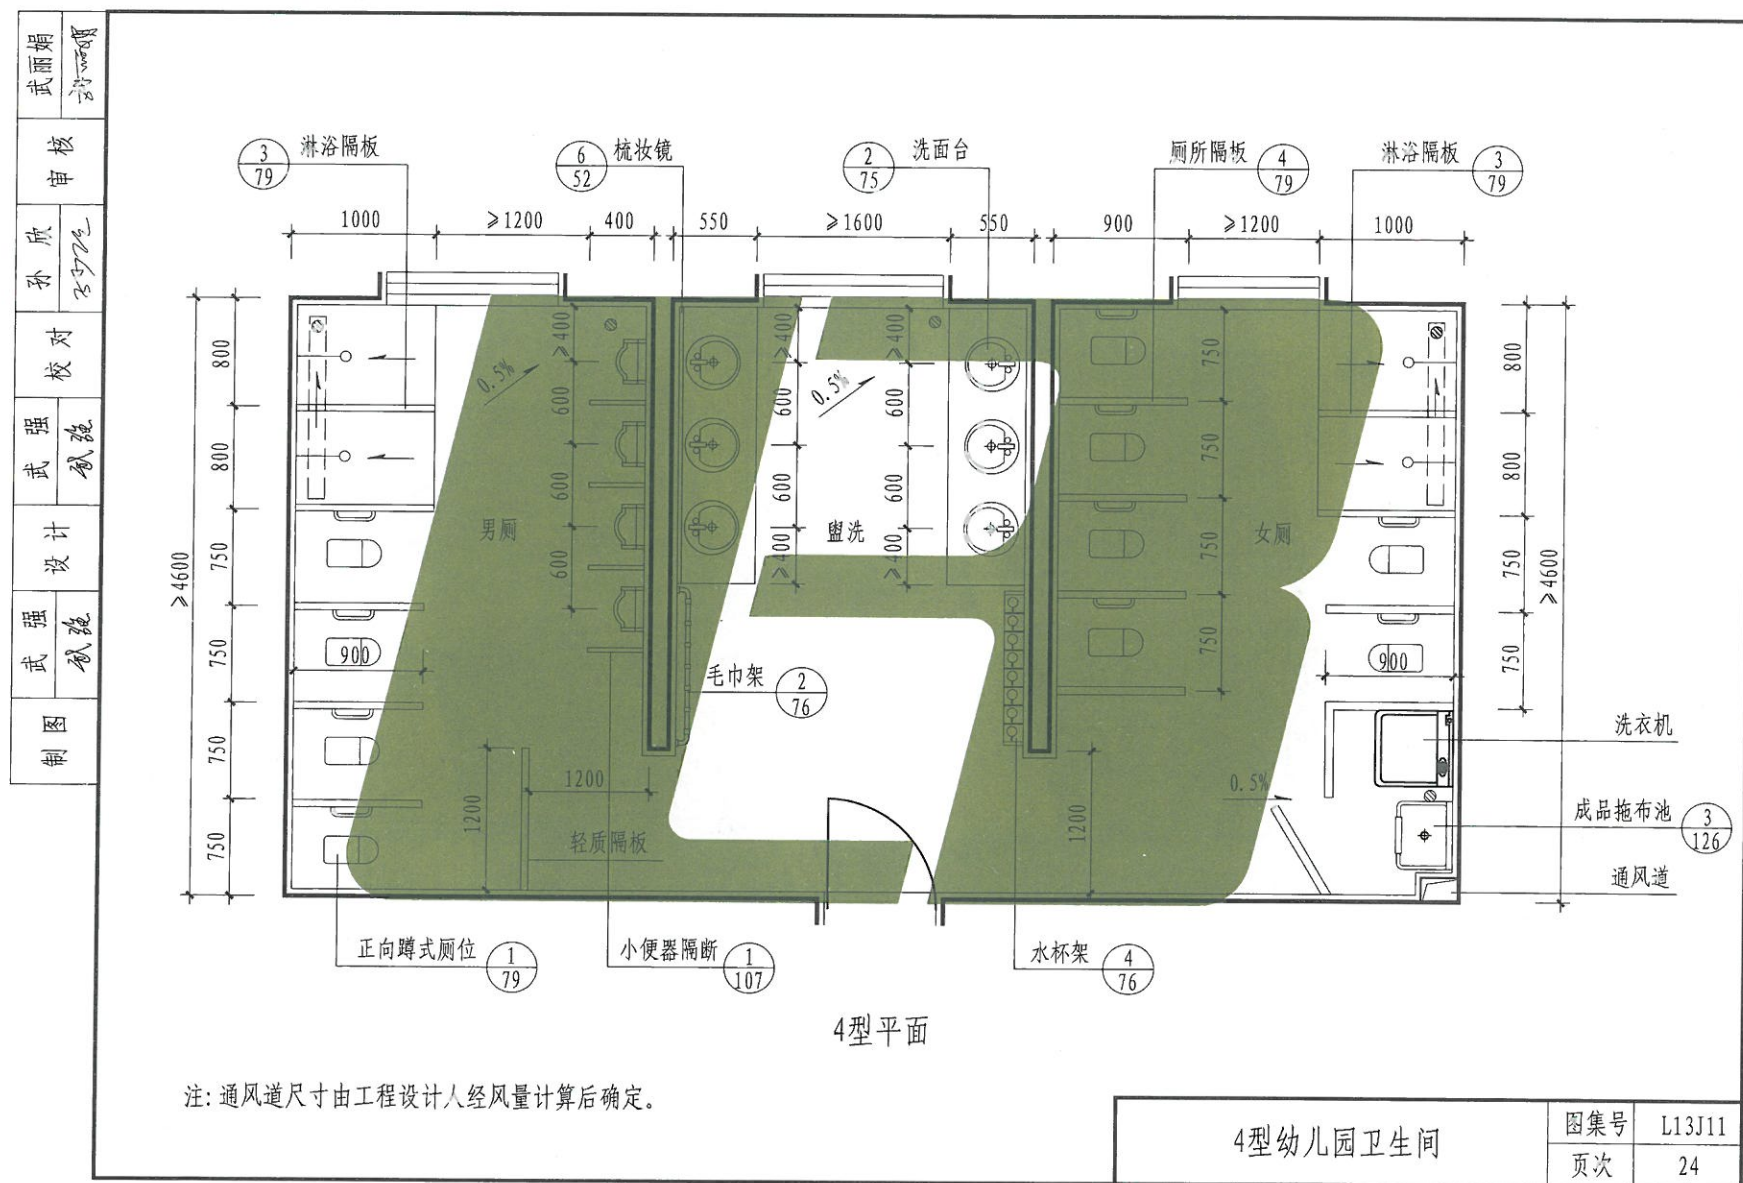 武丽娟
审 核
孙 欣
校 对
武 强
设 计
武 强
制 图
3
79
淋浴隔板
6
52
梳妆镜
2
75
洗面台
厕所隔板
4
79
淋浴隔板
3
79
1000
≥1200
400
550
≥1600
550
900
≥1200
1000
≥4600
800
800
750
750
750
750
0.5%
≥400
600
600
600
男厕
900
1200
1200
轻质隔板
≥400
600
600
≥400
0.5%
盥洗
≥400
600
600
≥400
毛巾架
2
76
750
750
750
750
女厕
900
0.5%
1200
800
800
750
750
≥4600
洗衣机
成品拖布池
3
126
通风道
正向蹲式厕位
1
79
小便器隔断
1
107
水杯架
4
76
4型平面
注: 通风道尺寸由工程设计人经风量计算后确定。
4型幼儿园卫生间
图集号
L13J11
页次
24